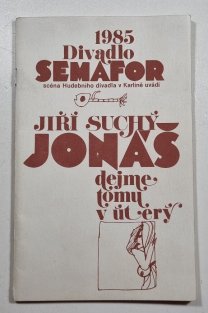 1985
Divadlo
SEMAFOR
scéna Hudebního divadla v Karlíně uvádí
JIŘÍ SUCHÝ
JONÁŠ
dejme
tomu
v úterý